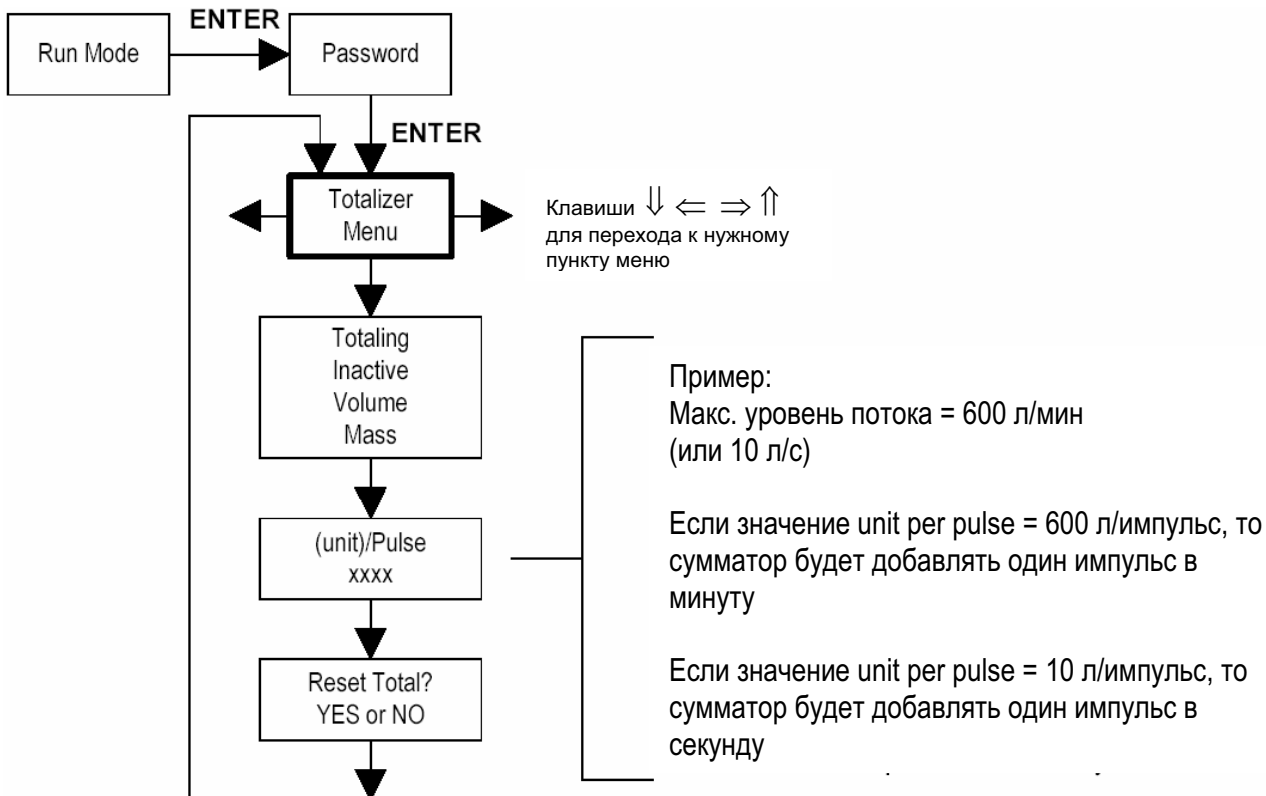 ENTER
Run Mode
Password
ENTER
Totalizer
Menu
Клавиши ⇓ ⇐ ⇒ ⇑
для перехода к нужному
пункту меню
Totaling
Inactive
Volume
Mass
(unit)/Pulse
xxxx
Reset Total?
YES or NO
Пример:
Макс. уровень потока = 600 л/мин
(или 10 л/с)
Если значение unit per pulse = 600 л/импульс, то
сумматор будет добавлять один импульс в
минуту
Если значение unit per pulse = 10 л/импульс, то
сумматор будет добавлять один импульс в
секунду